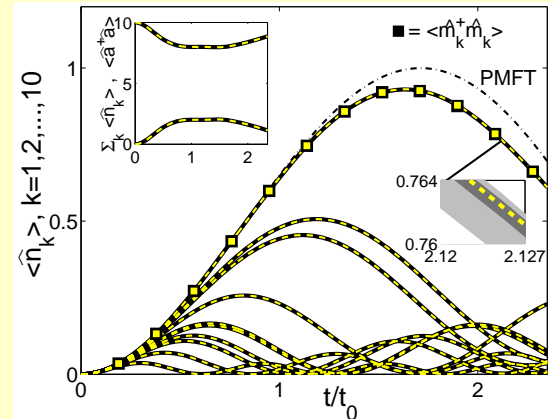 10
5
0
0 1 2
Σₖ <n̂ₖ> , <â⁺â>
■ = <m̂ₖ⁺m̂ₖ>
PMFT
1
0.5
0
<n̂ₖ>, k=1,2,...,10
0.764
0.76
2.12 2.127
0 1 2
t/t₀